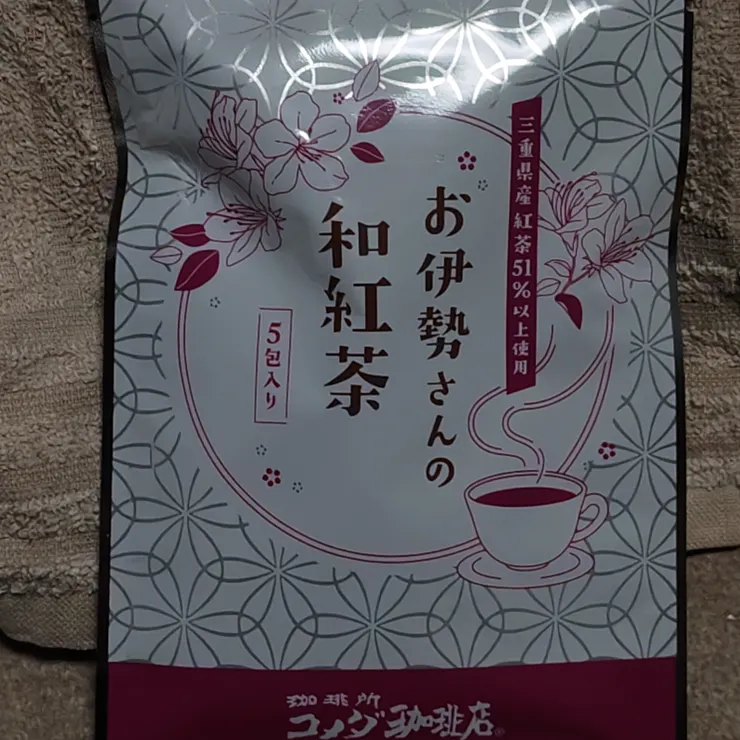 三重県産紅茶51%以上使用
お伊勢さんの
和紅茶
5包入り
珈琲所
コメダ珈琲店®